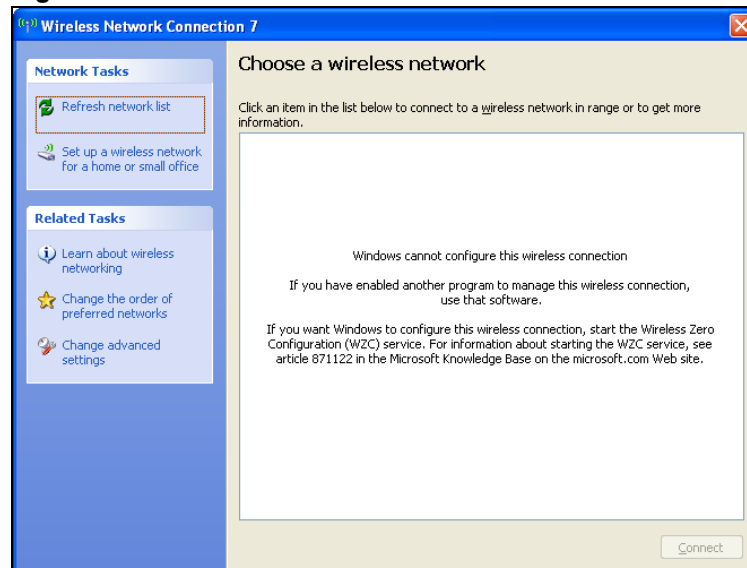 Wireless Network Connection 7
Network Tasks
Refresh network list
Set up a wireless network
for a home or small office
Related Tasks
Learn about wireless
networking
Change the order of
preferred networks
Change advanced
settings
Choose a wireless network
Click an item in the list below to connect to a wireless network in range or to get more
information.
Windows cannot configure this wireless connection
If you have enabled another program to manage this wireless connection,
use that software.
If you want Windows to configure this wireless connection, start the Wireless Zero
Configuration (WZC) service. For information about starting the WZC service, see
article 871122 in the Microsoft Knowledge Base on the microsoft.com Web site.
Connect